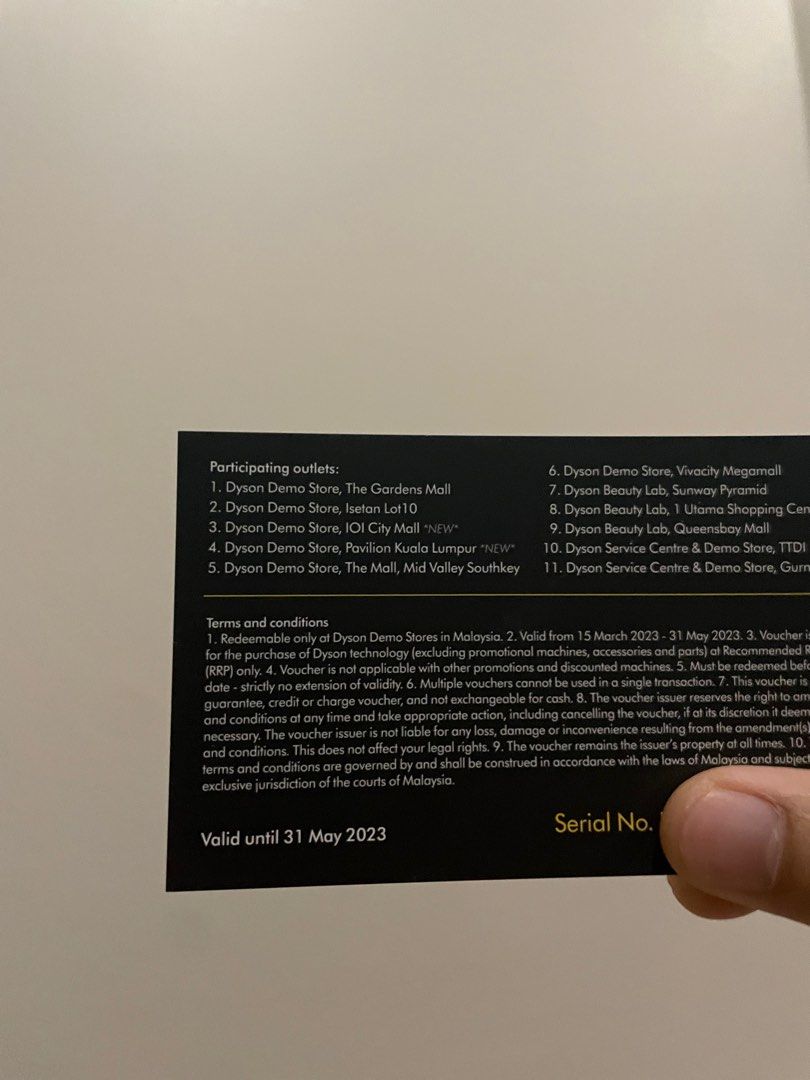 Participating outlets:
1. Dyson Demo Store, The Gardens Mall
2. Dyson Demo Store, Isetan Lot10
3. Dyson Demo Store, IOI City Mall *NEW*
4. Dyson Demo Store, Pavilion Kuala Lumpur *NEW*
5. Dyson Demo Store, The Mall, Mid Valley Southkey
6. Dyson Demo Store, Vivacity Megamall
7. Dyson Beauty Lab, Sunway Pyramid
8. Dyson Beauty Lab, 1 Utama Shopping
9. Dyson Beauty Lab, Queensbay Mall
10. Dyson Service Centre & Demo Store, TTDI
11. Dyson Service Centre & Demo Store,
Terms and conditions
1. Redeemable only at Dyson Demo Stores in Malaysia. 2. Valid from 15 March 2023 - 31 May 2023. 3. Voucher
for the purchase of Dyson technology (excluding promotional machines, accessories and parts) at Recommended
(RRP) only. 4. Voucher is not applicable with other promotions and discounted machines. 5. Must be redeemed
date - strictly no extension of validity. 6. Multiple vouchers cannot be used in a single transaction. 7. This voucher is
guarantee, credit or charge voucher, and not exchangeable for cash. 8. The voucher issuer reserves the right to
and conditions at any time and take appropriate action, including cancelling the voucher, if at its discretion it
necessary. The voucher issuer is not liable for any loss, damage or inconvenience resulting from the amendment(s)
and conditions. This does not affect your legal rights. 9. The voucher remains the issuer's property at all times. 10.
terms and conditions are governed by and shall be construed in accordance with the laws of Malaysia and subject
exclusive jurisdiction of the courts of Malaysia.
Valid until 31 May 2023
Serial No.